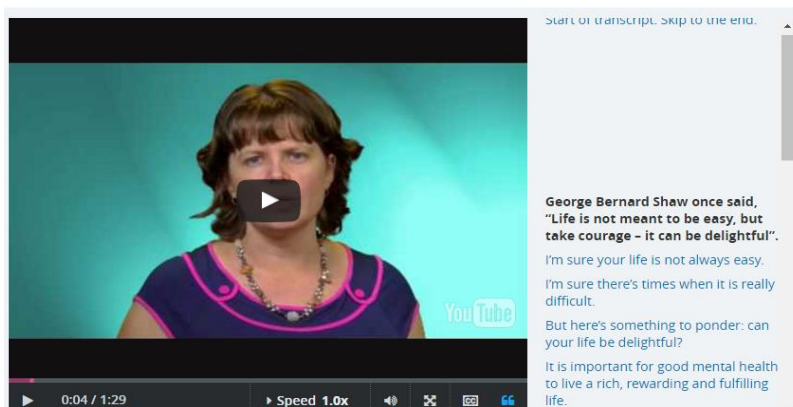 Start of transcript. Skip to the end.
George Bernard Shaw once said,
“Life is not meant to be easy, but
take courage – it can be delightful”.
I’m sure your life is not always easy.
I’m sure there’s times when it is really
difficult.
But here’s something to ponder: can
your life be delightful?
It is important for good mental health
to live a rich, rewarding and fulfilling
life.
YouTube
0:04 / 1:29
Speed 1.0x
CC